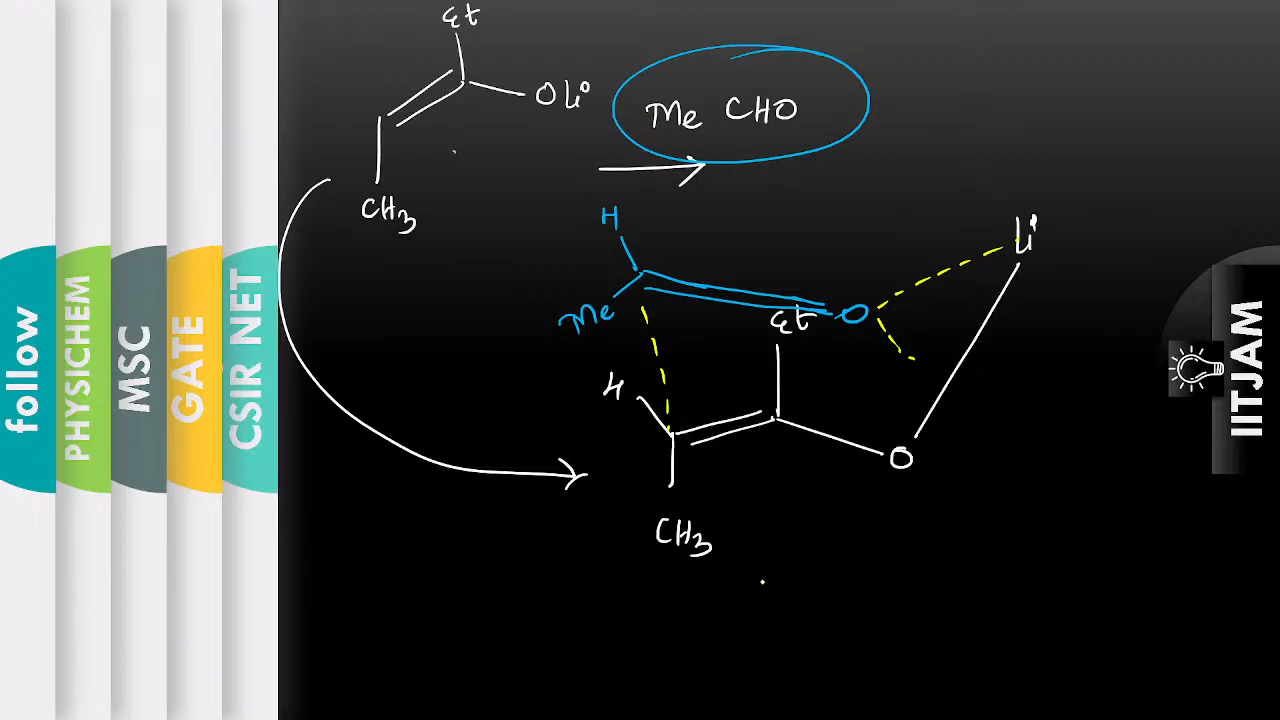 follow
PHYSICHEM
MSC
GATE
CSIR NET
Et
OLi
CH3
Me CHO
H
Me
O
Et
Li
H
O
CH3
IITJAM